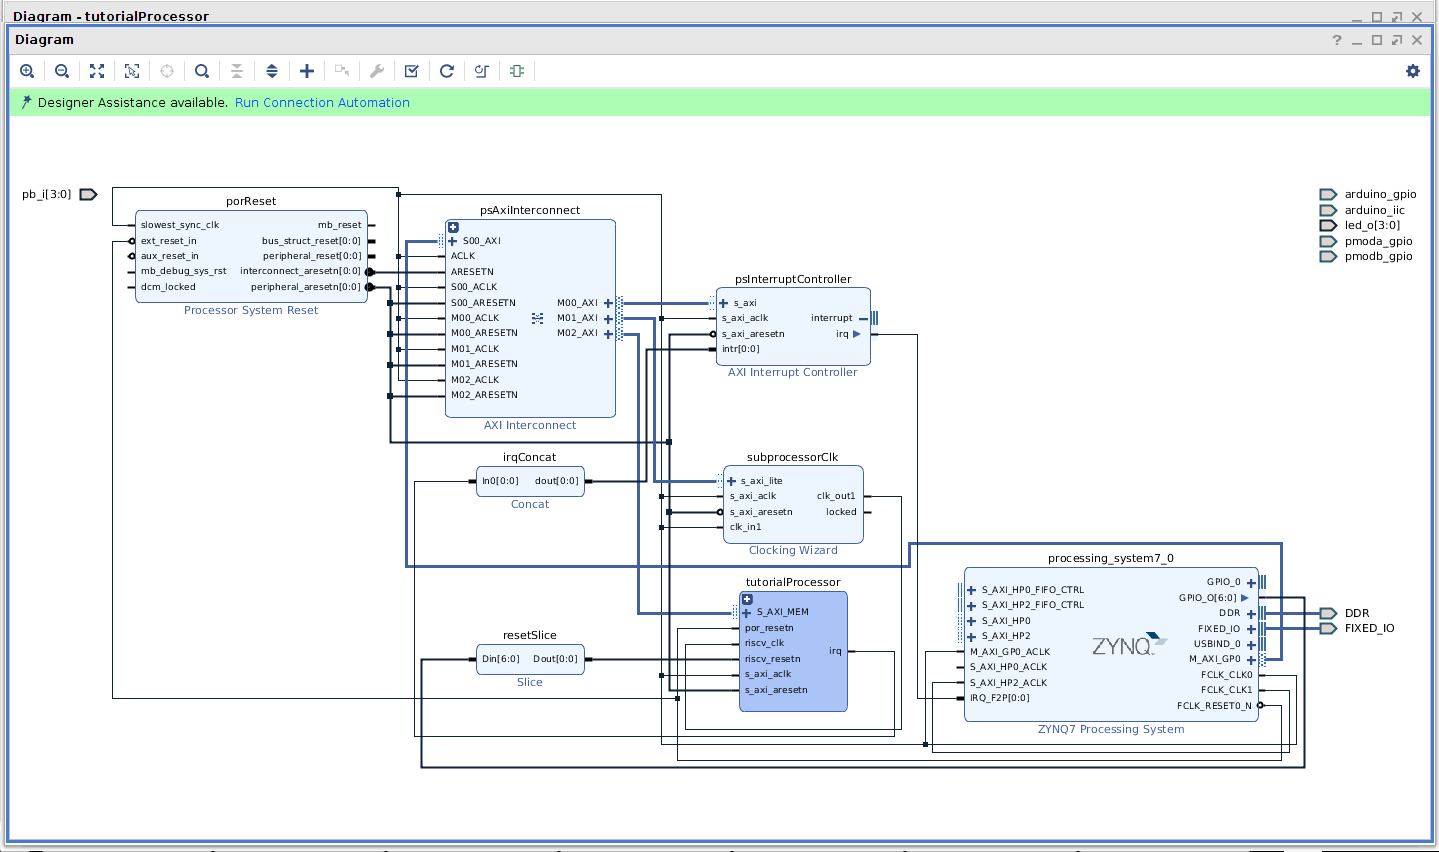 Diagram - tutorialProcessor
Diagram
?
Designer Assistance available. Run Connection Automation
pb_i[3:0]
porReset
slowest_sync_clk mb_reset
ext_reset_in bus_struct_reset[0:0]
aux_reset_in peripheral_reset[0:0]
mb_debug_sys_rst interconnect_aresetn[0:0]
dcm_locked peripheral_aresetn[0:0]
Processor System Reset
psAxiInterconnect
S00_AXI
ACLK
ARESETN
S00_ACLK
S00_ARESETN M00_AXI
M00_ACLK M01_AXI
M00_ARESETN M02_AXI
M01_ACLK
M01_ARESETN
M02_ACLK
M02_ARESETN
AXI Interconnect
psInterruptController
s_axi
s_axi_aclk interrupt
s_axi_aresetn irq
intr[0:0]
AXI Interrupt Controller
arduino_gpio
arduino_iic
led_o[3:0]
pmoda_gpio
pmodb_gpio
irqConcat
In0[0:0] dout[0:0]
Concat
subprocessorClk
s_axi_lite
s_axi_aclk clk_out1
s_axi_aresetn locked
clk_in1
Clocking Wizard
resetSlice
Din[6:0] Dout[0:0]
Slice
tutorialProcessor
S_AXI_MEM
por_resetn
riscv_clk
riscv_resetn irq
s_axi_aclk
s_axi_aresetn
processing_system7_0
GPIO_0
S_AXI_HP0_FIFO_CTRL GPIO_O[6:0]
S_AXI_HP2_FIFO_CTRL DDR
S_AXI_HP0 FIXED_IO
S_AXI_HP2 USBIND_0
M_AXI_GP0_ACLK M_AXI_GP0
S_AXI_HP0_ACLK FCLK_CLK0
S_AXI_HP2_ACLK FCLK_CLK1
IRQ_F2P[0:0] FCLK_RESET0_N
ZYNQ
ZYNQ7 Processing System
DDR
FIXED_IO